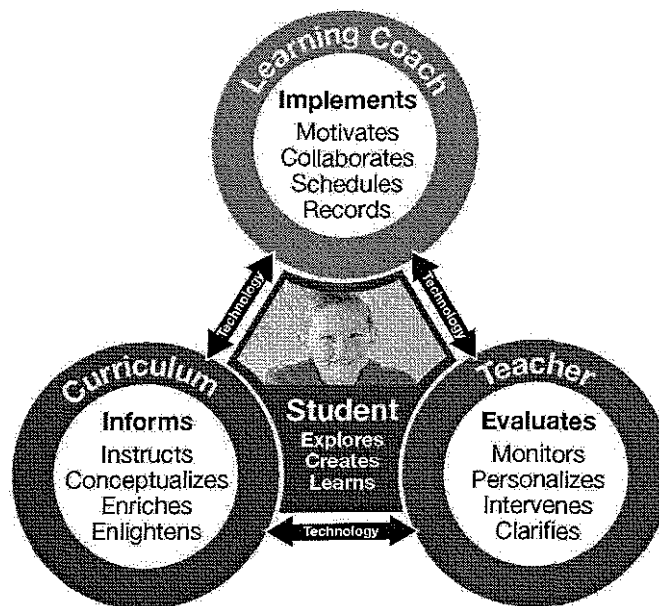 Learning Coach
Implements
Motivates
Collaborates
Schedules
Records
Technology
Technology
Curriculum
Informs
Instructs
Conceptualizes
Enriches
Enlightens
Student
Explores
Creates
Learns
Teacher
Evaluates
Monitors
Personalizes
Intervenes
Clarifies
Technology